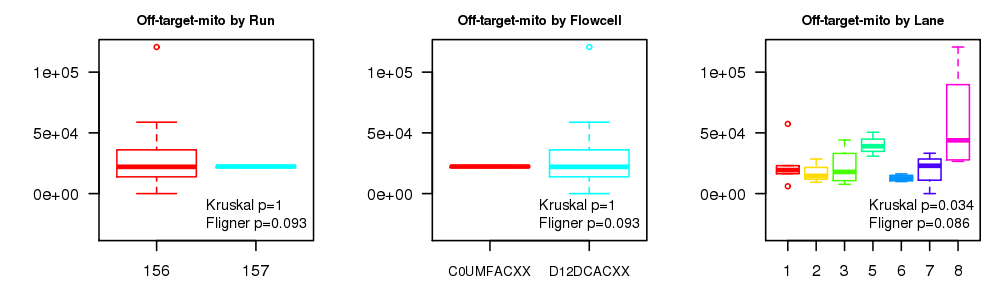 Off-target-mito by Run
1e+05
5e+04
0e+00
Kruskal p=1
Fligner p=0.093
156 157
Off-target-mito by Flowcell
1e+05
5e+04
0e+00
Kruskal p=1
Fligner p=0.093
C0UMFACXX D12DCACXX
Off-target-mito by Lane
1e+05
5e+04
0e+00
Kruskal p=0.034
Fligner p=0.086
1 2 3 5 6 7 8